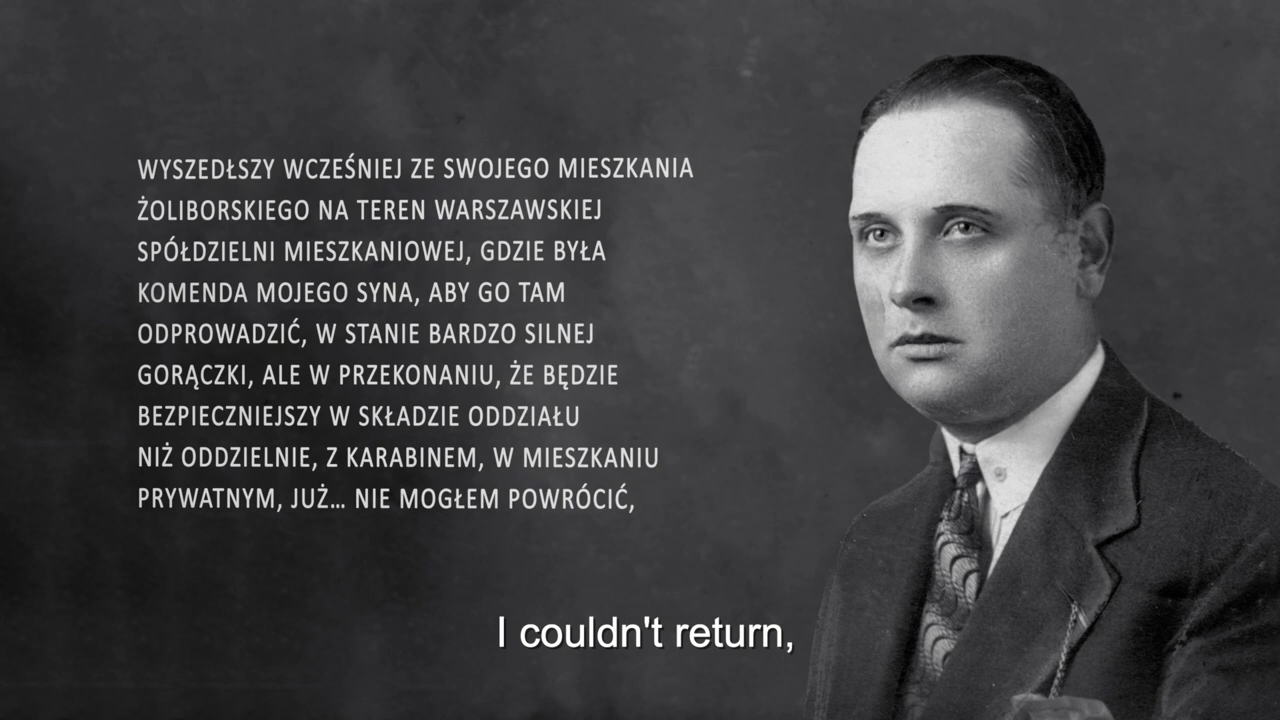 WYSZEDŁSZY WCZEŚNIEJ ZE SWOJEGO MIESZKANIA
ŻOLIBORSKIEGO NA TEREN WARSZAWSKIEJ
SPÓŁDZIELNI MIESZKANIOWEJ, GDZIE BYŁA
KOMENDA MOJEGO SYNA, ABY GO TAM
ODPROWADZIĆ, W STANIE BARDZO SILNEJ
GORĄCZKI, ALE W PRZEKONANIU, ŻE BĘDZIE
BEZPIECZNIEJSZY W SKŁADZIE ODDZIAŁU
NIŻ ODDZIELNIE, Z KARABINEM, W MIESZKANIU
PRYWATNYM, JUŻ... NIE MOGŁEM POWRÓCIĆ,
I couldn't return,